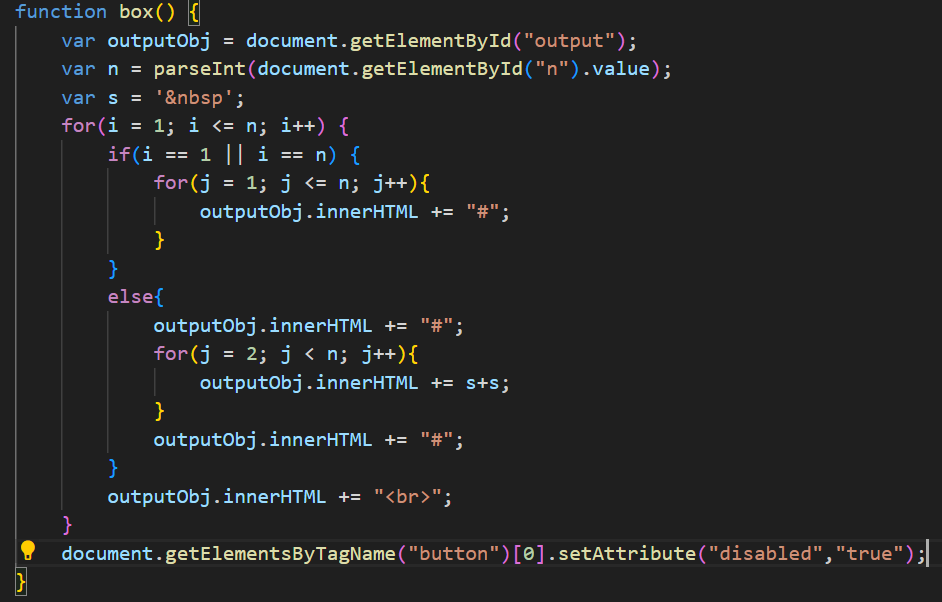 function box() {
    var outputObj = document.getElementById("output");
    var n = parseInt(document.getElementById("n").value);
    var s = '&nbsp';
    for(i = 1; i <= n; i++) {
        if(i == 1 || i == n) {
            for(j = 1; j <= n; j++){
                outputObj.innerHTML += "#";
            }
        }
        else{
            outputObj.innerHTML += "#";
            for(j = 2; j < n; j++){
                outputObj.innerHTML += s+s;
            }
            outputObj.innerHTML += "#";
        }
        outputObj.innerHTML += "<br>";
    }
    document.getElementsByTagName("button")[0].setAttribute("disabled","true");
}